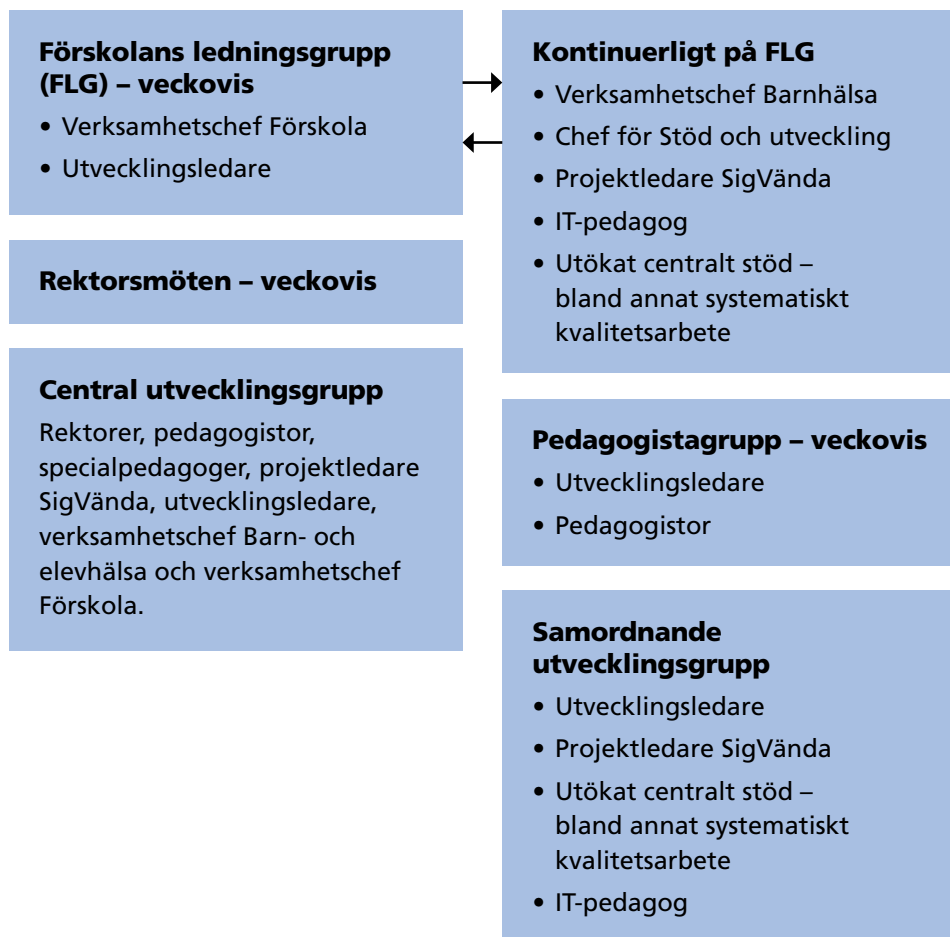 Förskolans ledningsgrupp
(FLG) – veckovis
• Verksamhetschef Förskola
• Utvecklingsledare
Rektorsmöten – veckovis
Central utvecklingsgrupp
Rektorer, pedagogistor,
specialpedagoger, projektledare
SigVända, utvecklingsledare,
verksamhetschef Barn- och
elevhälsa och verksamhetschef
Förskola.
Kontinuerligt på FLG
• Verksamhetschef Barnhälsa
• Chef för Stöd och utveckling
• Projektledare SigVända
• IT-pedagog
• Utökat centralt stöd –
bland annat systematiskt
kvalitetsarbete
Pedagogistagrupp – veckovis
• Utvecklingsledare
• Pedagogistor
Samordnande
utvecklingsgrupp
• Utvecklingsledare
• Projektledare SigVända
• Utökat centralt stöd –
bland annat systematiskt
kvalitetsarbete
• IT-pedagog